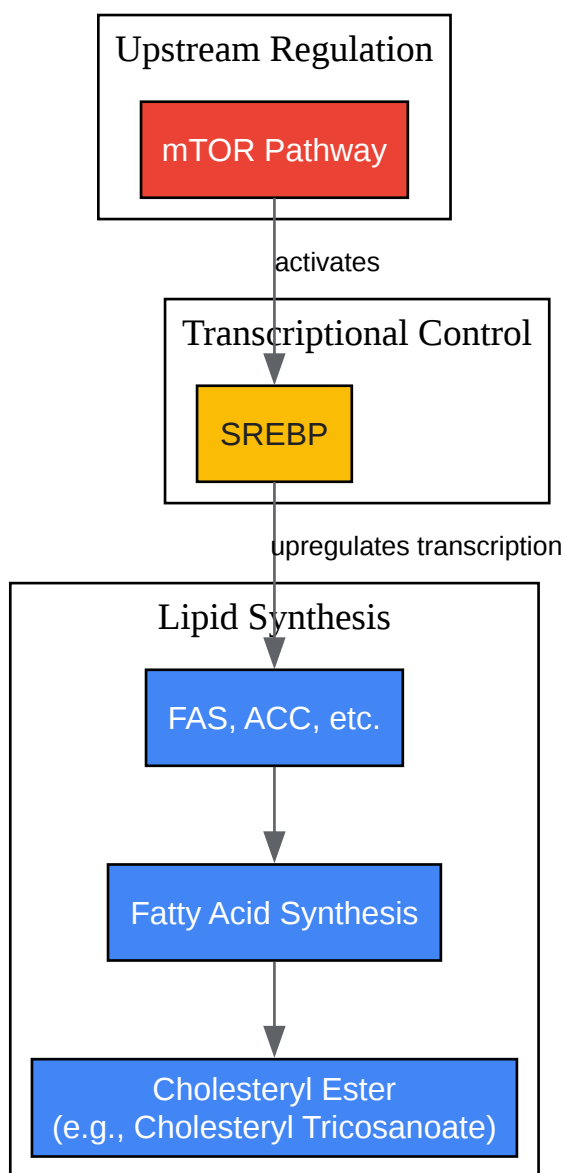 Upstream Regulation
mTOR Pathway
activates
Transcriptional Control
SREBP
upregulates transcription
Lipid Synthesis
FAS, ACC, etc.
Fatty Acid Synthesis
Cholesteryl Ester
(e.g., Cholesteryl Tricosanoate)